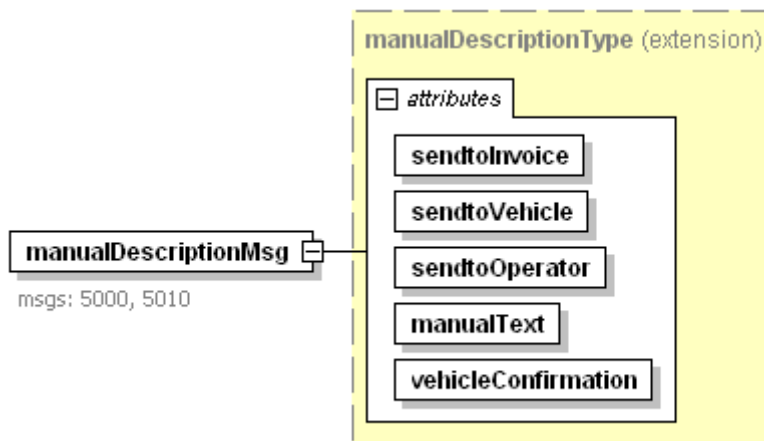 manualDescriptionType (extension)
attributes
sendtoInvoice
sendtoVehicle
sendtoOperator
manualDescriptionMsg
msgs: 5000, 5010
manualText
vehicleConfirmation